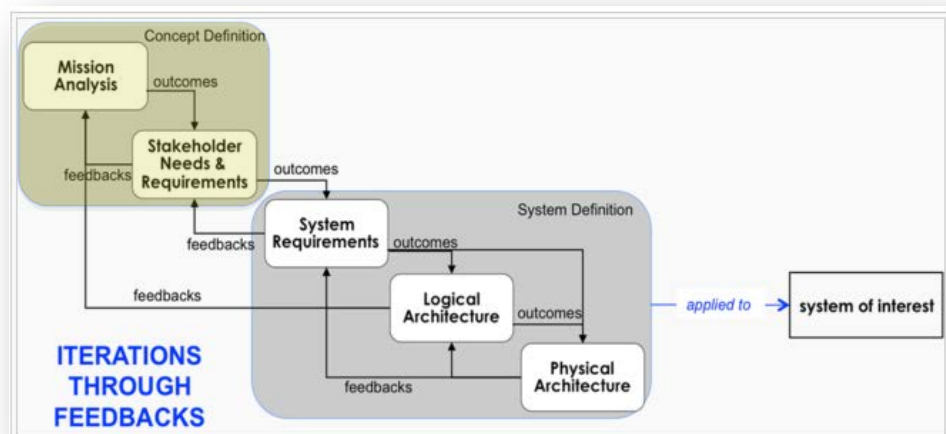 Concept Definition
Mission
Analysis
outcomes
Stakeholder
Needs &
Requirements
feedbacks
outcomes
System Definition
System
Requirements
feedbacks
outcomes
feedbacks
Logical
Architecture
outcomes
applied to
system of interest
Physical
Architecture
feedbacks
ITERATIONS
THROUGH
FEEDBACKS